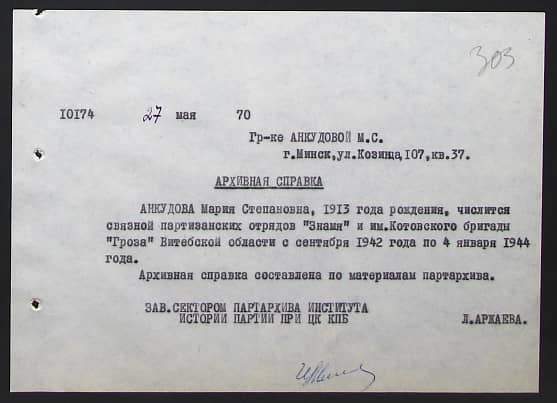 303
10174 27 мая 70
Гр-ке АНКУДОВОЙ М.С.
г.Минск,ул.Козинца,107,кв.37.
АРХИВНАЯ СПРАВКА
АНКУДОВА Мария Степановна, 1913 года рождения, числится
связной партизанских отрядов "Знамя" и им.Котовского бригады
"Гроза" Витебской области с сентября 1942 года по 4 января 1944
года.
Архивная справка составлена по материалам партархива.
ЗАВ.СЕКТОРОМ ПАРТАРХИВА ИНСТИТУТА
ИСТОРИИ ПАРТИИ ПРИ ЦК КПБ Л.АРЖАЕВА.